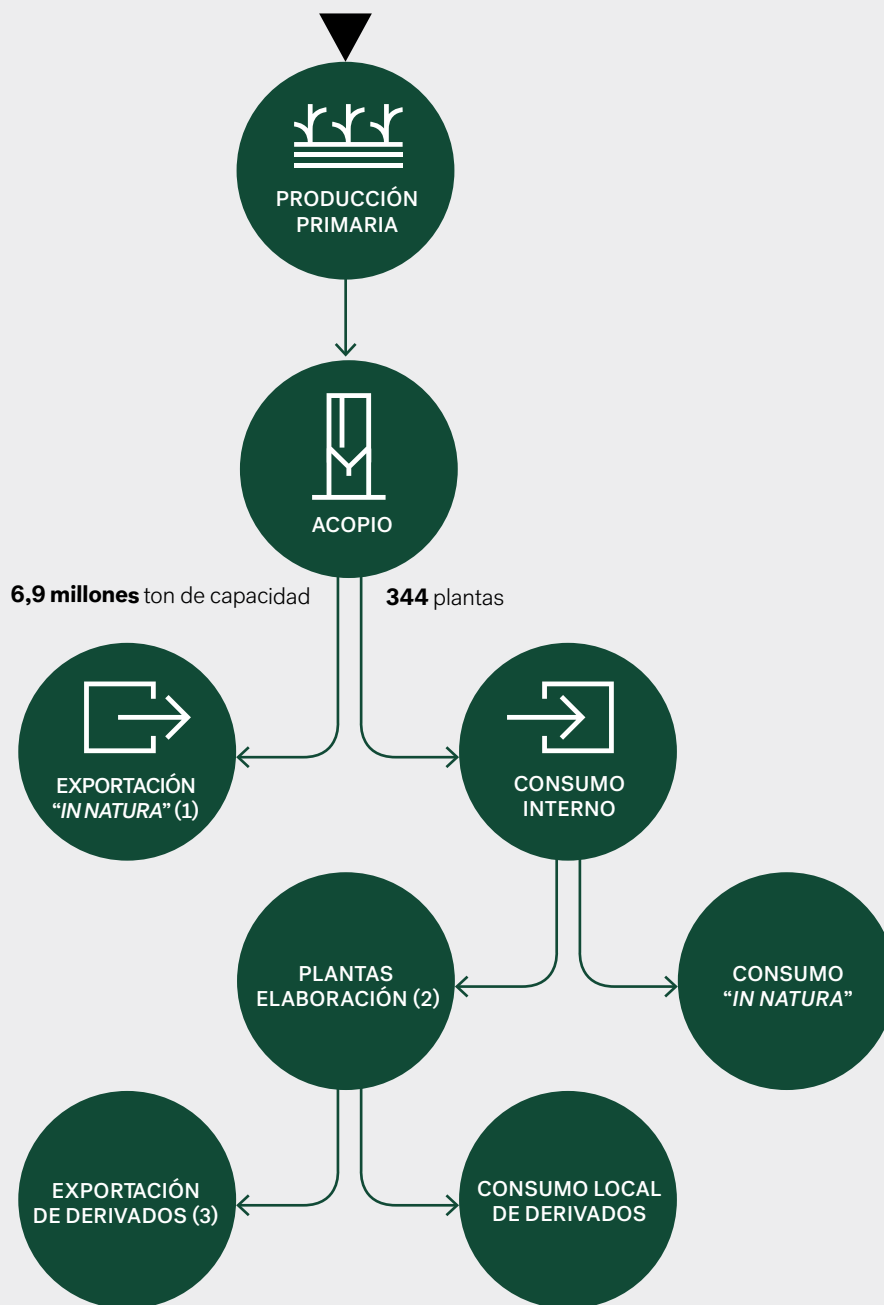 PRODUCCIÓN
PRIMARIA
ACOPIO
6,9 millones ton de capacidad
344 plantas
EXPORTACIÓN
“IN NATURA” (1)
CONSUMO
INTERNO
PLANTAS
ELABORACIÓN (2)
CONSUMO
“IN NATURA”
EXPORTACIÓN
DE DERIVADOS (3)
CONSUMO LOCAL
DE DERIVADOS